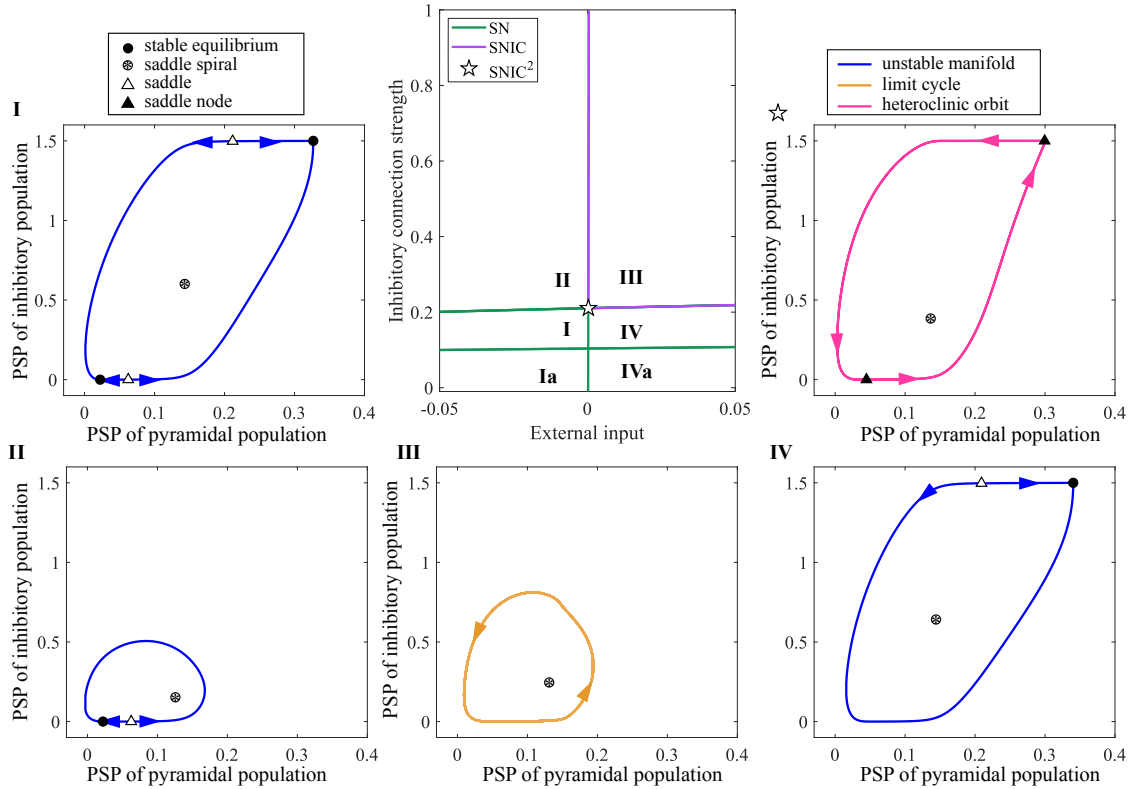 stable equilibrium
saddle spiral
saddle
saddle node
I
PSP of inhibitory population
1.5
1
0.5
0
0
0.1
0.2
0.3
0.4
PSP of pyramidal population
SN
SNIC
SNIC²
Inhibitory connection strength
1
0.8
0.6
0.4
0.2
0
II
III
I
IV
Ia
IVa
-0.05
0
0.05
External input
unstable manifold
limit cycle
heteroclinic orbit
PSP of inhibitory population
1.5
1
0.5
0
0
0.1
0.2
0.3
0.4
PSP of pyramidal population
II
PSP of inhibitory population
1.5
1
0.5
0
0
0.1
0.2
0.3
0.4
PSP of pyramidal population
III
PSP of inhibitory population
1.5
1
0.5
0
0
0.1
0.2
0.3
0.4
PSP of pyramidal population
IV
PSP of inhibitory population
1.5
1
0.5
0
0
0.1
0.2
0.3
0.4
PSP of pyramidal population